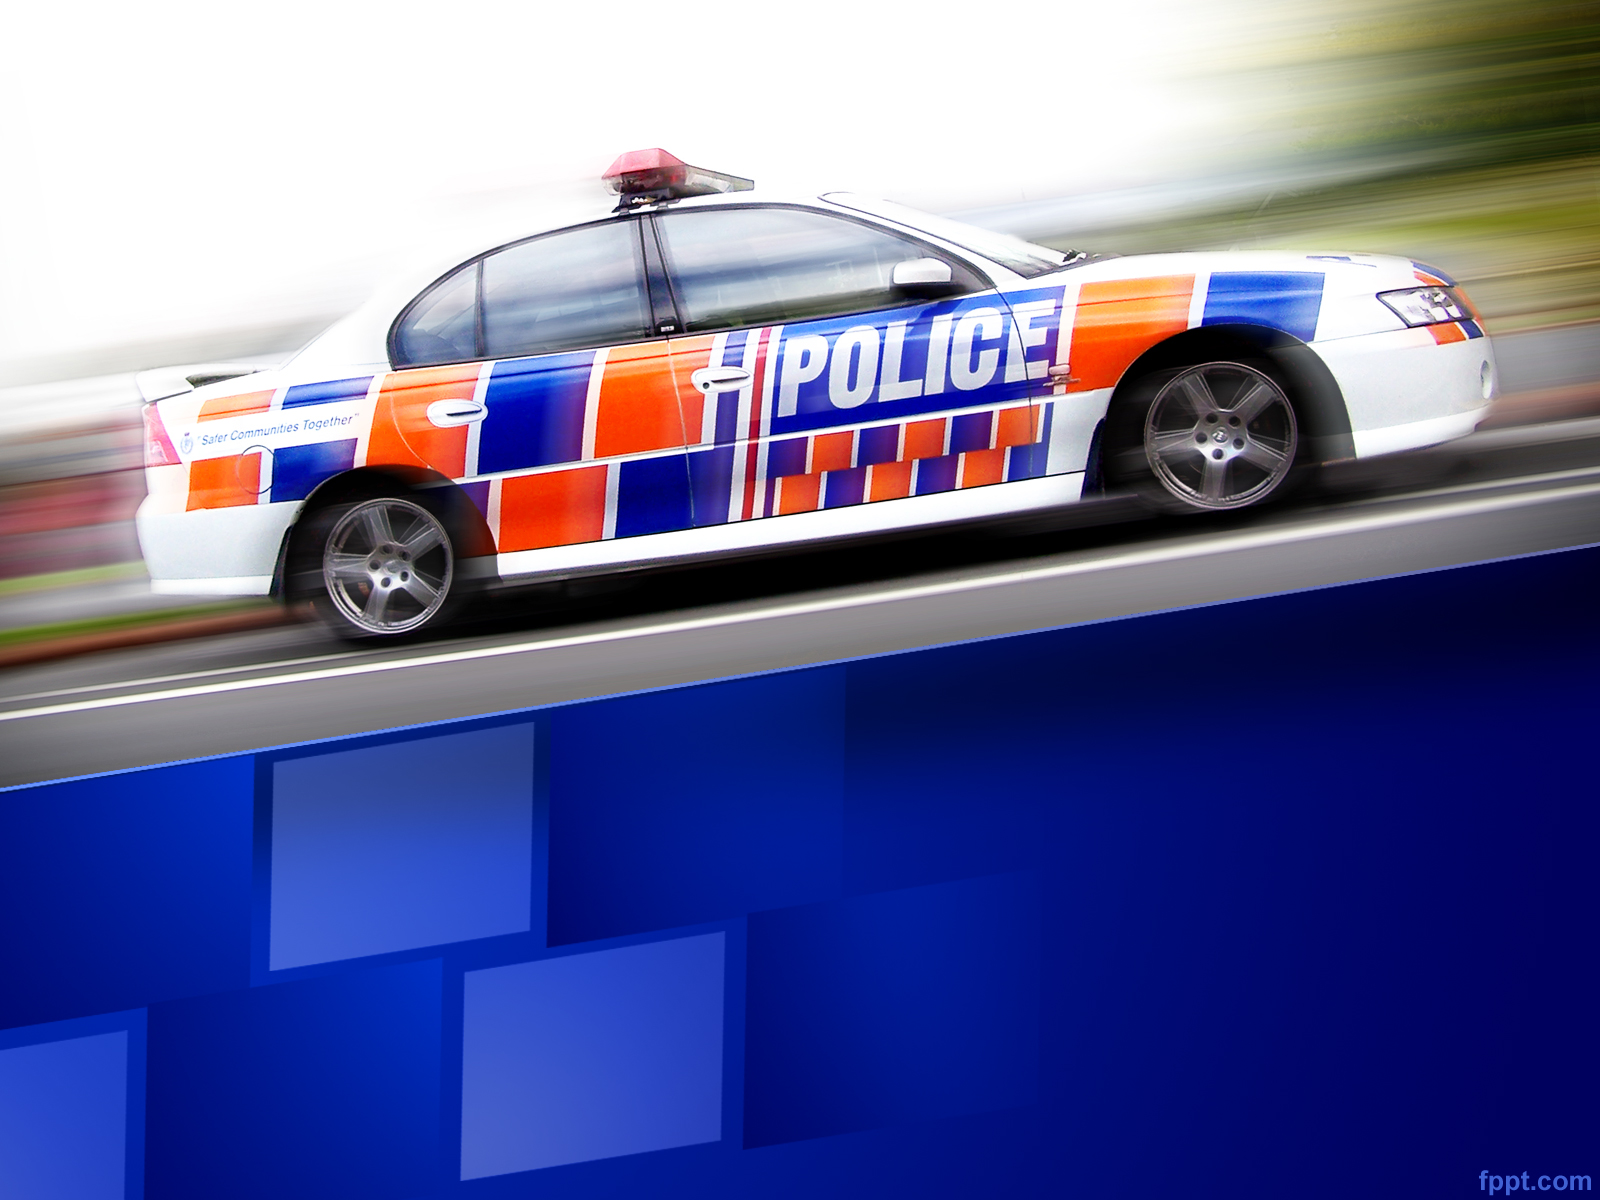 POLICE
"Safer Communities Together"
fppt.com